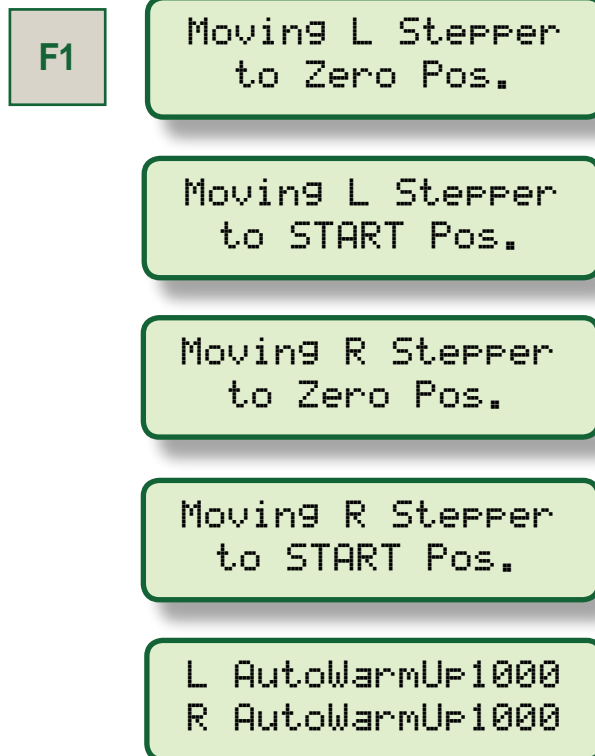 F1
Moving L Stepper
to Zero Pos.
Moving L Stepper
to START Pos.
Moving R Stepper
to Zero Pos.
Moving R Stepper
to START Pos.
L AutoWarmUp1000
R AutoWarmUp1000